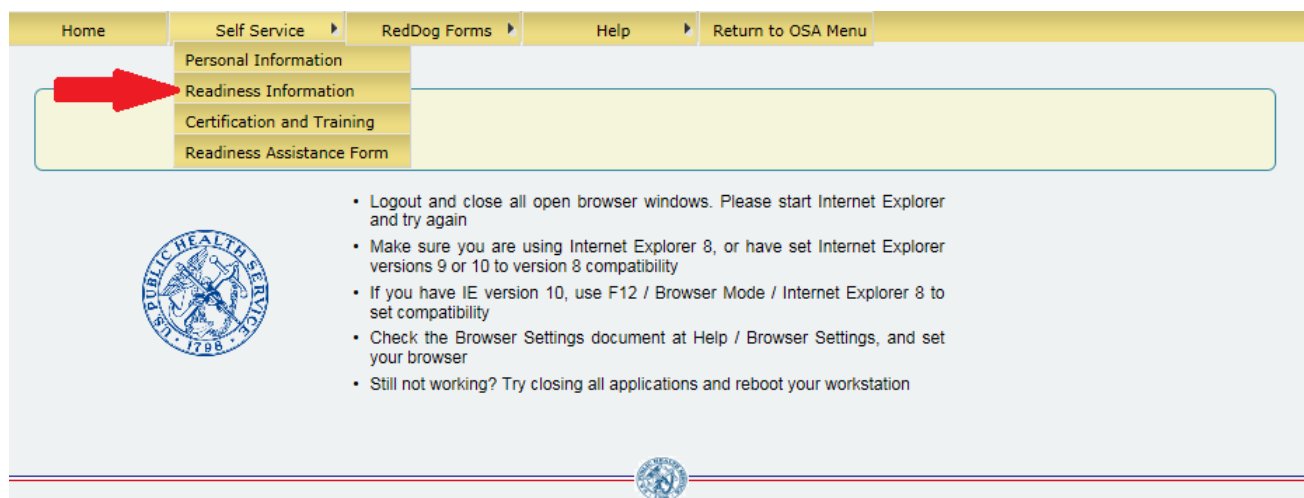 Home Self Service RedDog Forms Help Return to OSA Menu
Personal Information
Readiness Information
Certification and Training
Readiness Assistance Form
• Logout and close all open browser windows. Please start Internet Explorer
and try again
• Make sure you are using Internet Explorer 8, or have set Internet Explorer
versions 9 or 10 to version 8 compatibility
• If you have IE version 10, use F12 / Browser Mode / Internet Explorer 8 to
set compatibility
• Check the Browser Settings document at Help / Browser Settings, and set
your browser
• Still not working? Try closing all applications and reboot your workstation
U.S. PUBLIC HEALTH SERVICE
1798